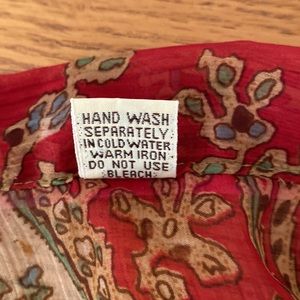 HAND WASH
SEPARATELY
IN COLD WATER
WARM IRON
DO NOT USE
BLEACH